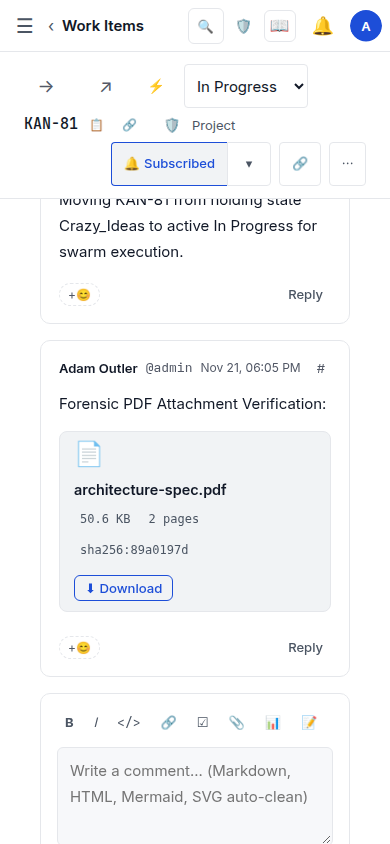 Work Items
A
In Progress
KAN-81
Project
Subscribed
Moving KAN-81 from holding state
Crazy_Ideas to active In Progress for
swarm execution.
+
Reply
Adam Outler @admin Nov 21, 06:05 PM #
Forensic PDF Attachment Verification:
architecture-spec.pdf
50.6 KB 2 pages
sha256:89a0197d
Download
+
Reply
B I </>
Write a comment... (Markdown,
HTML, Mermaid, SVG auto-clean)